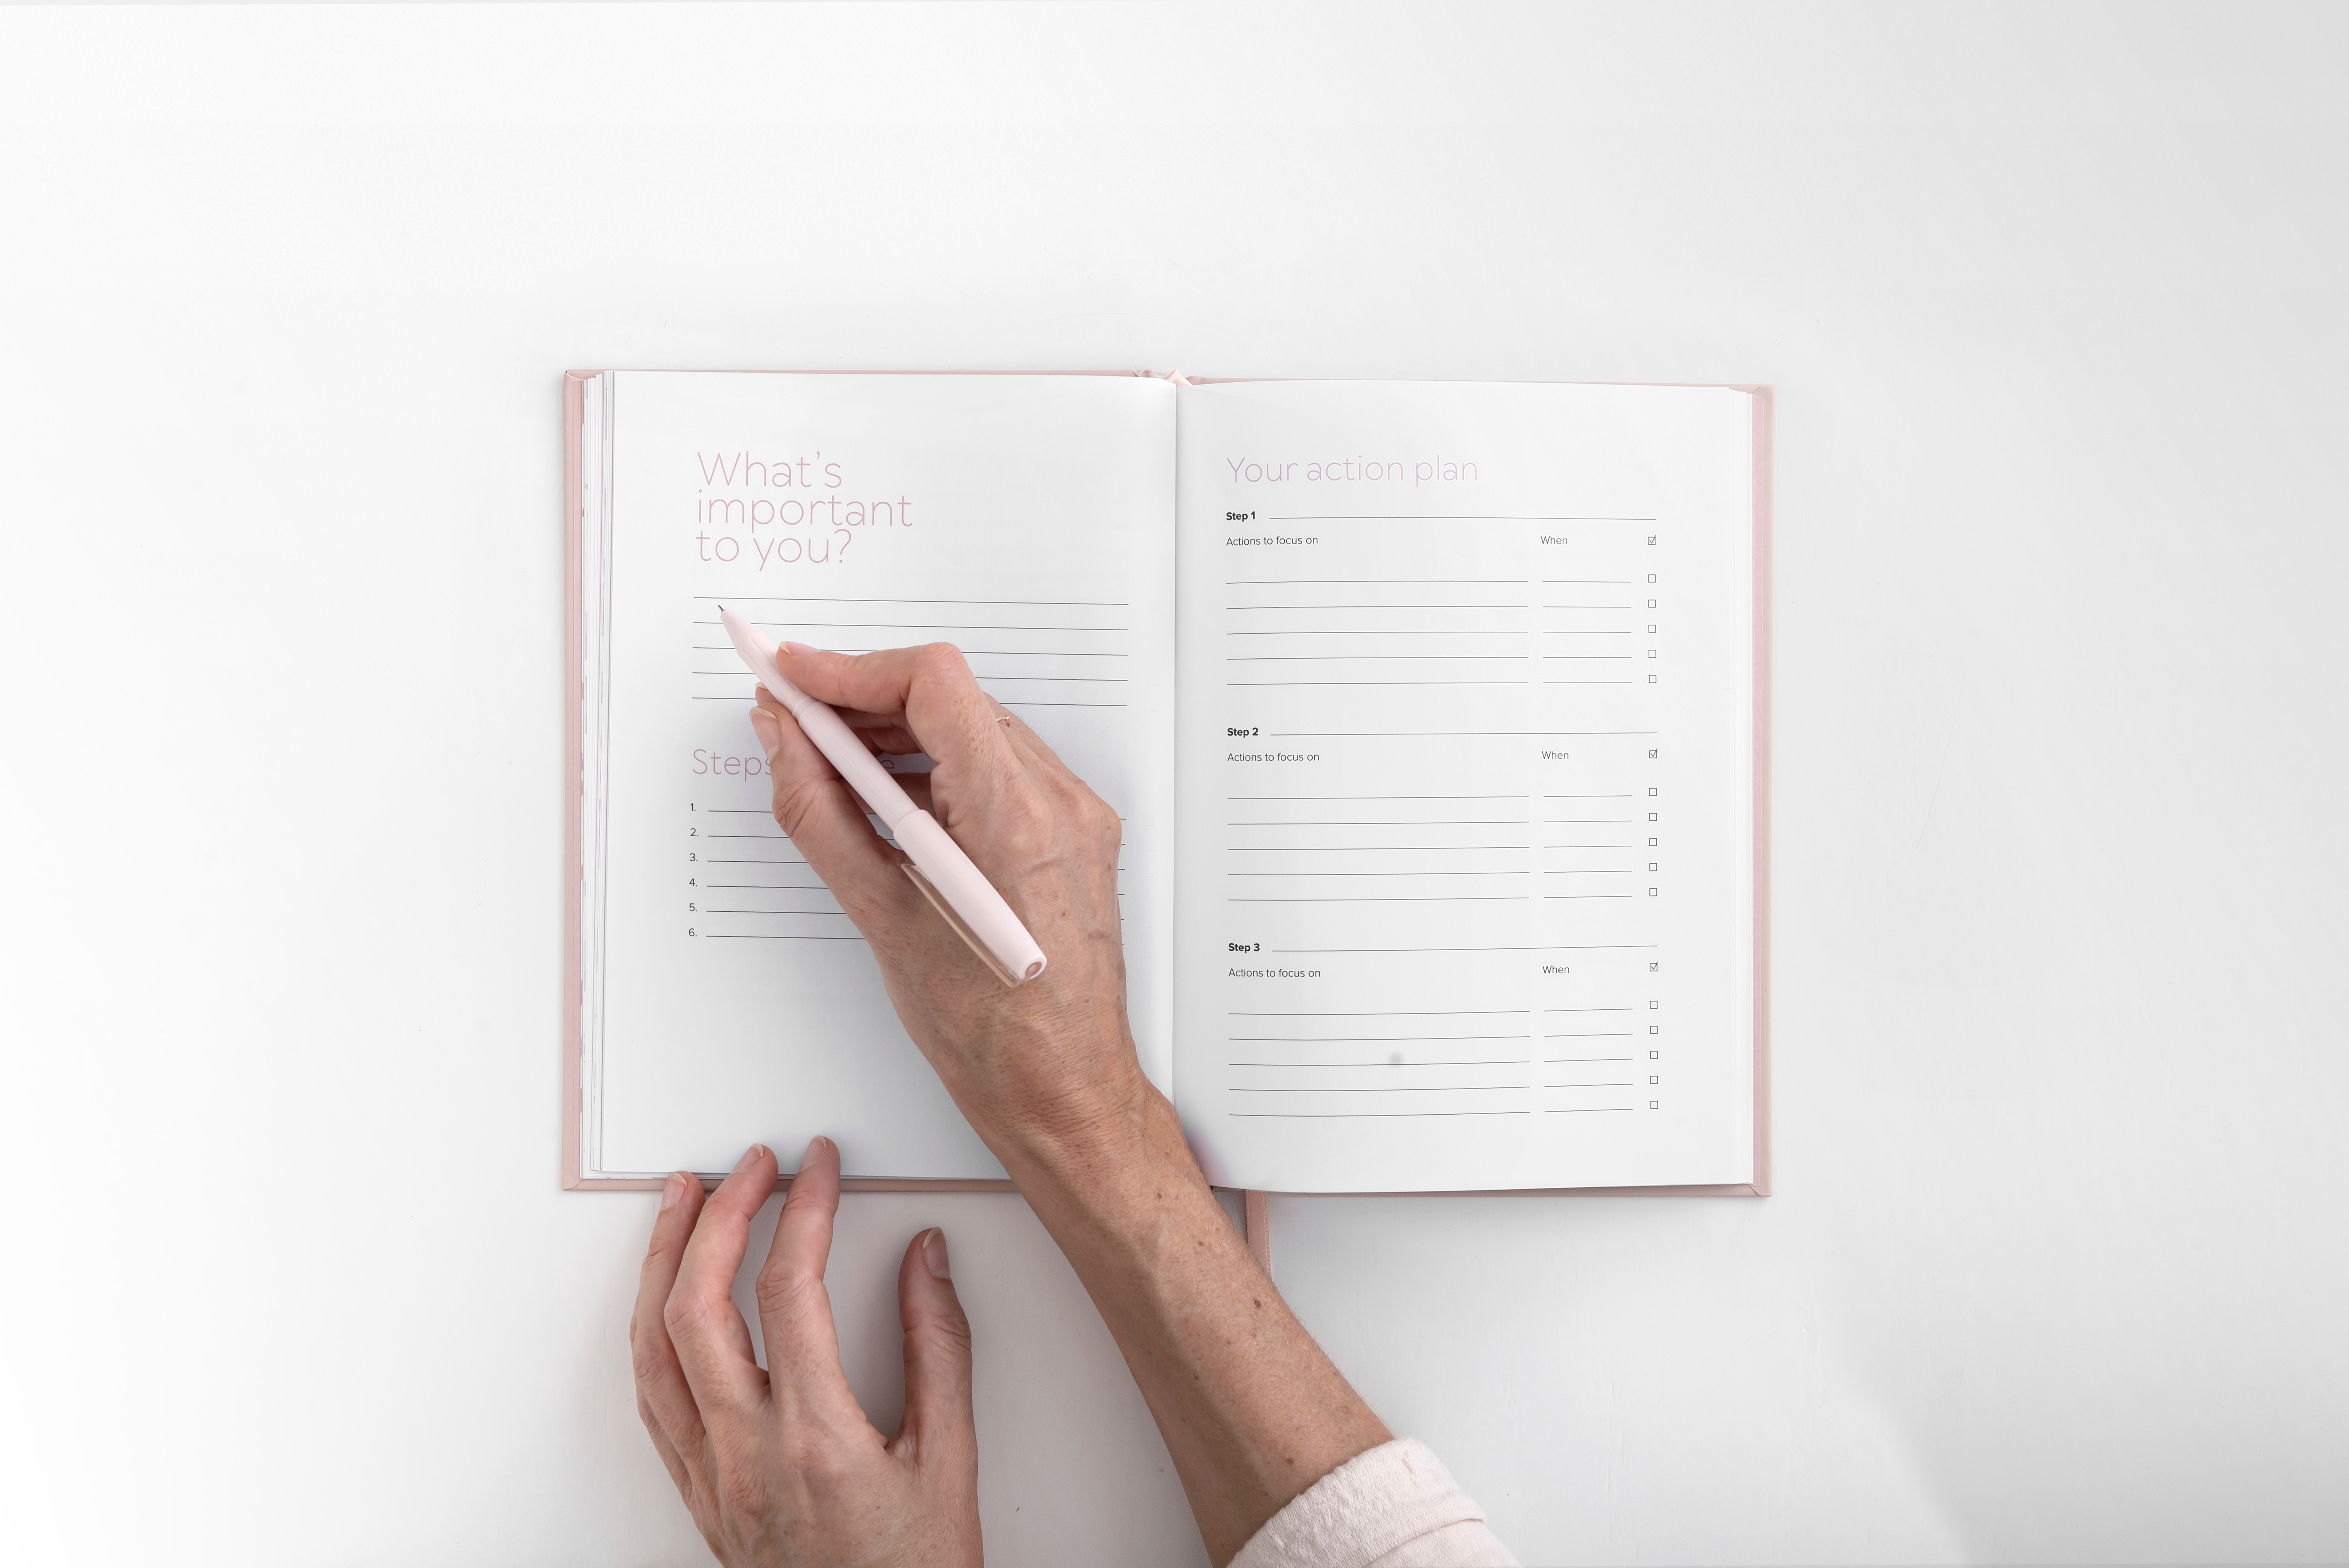 What's
important
to you?
Steps
1.
2.
3.
4.
5.
6.
Your action plan
Step 1
Actions to focus on When
Step 2
Actions to focus on When
Step 3
Actions to focus on When